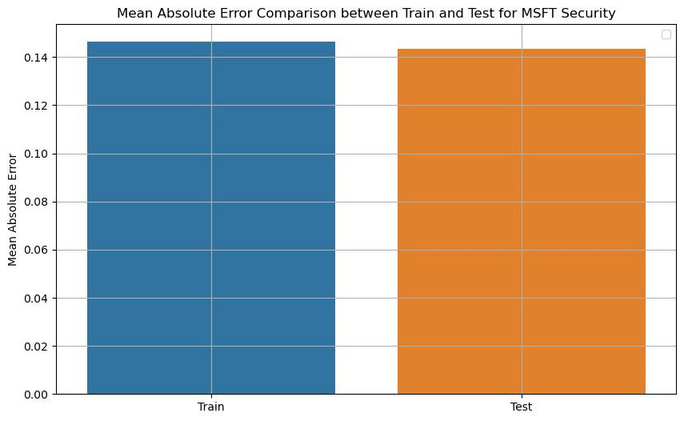 Mean Absolute Error Comparison between Train and Test for MSFT Security
Mean Absolute Error
0.14
0.12
0.10
0.08
0.06
0.04
0.02
0.00
Train
Test